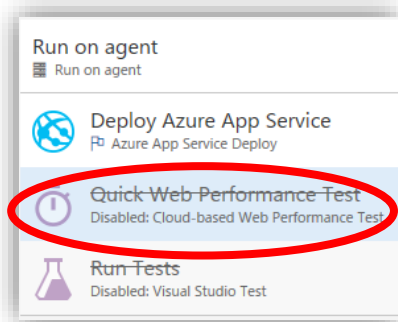 Run on agent
Run on agent
Deploy Azure App Service
Azure App Service Deploy
Quick Web Performance Test
Disabled: Cloud-based Web Performance Test
Run Tests
Disabled: Visual Studio Test